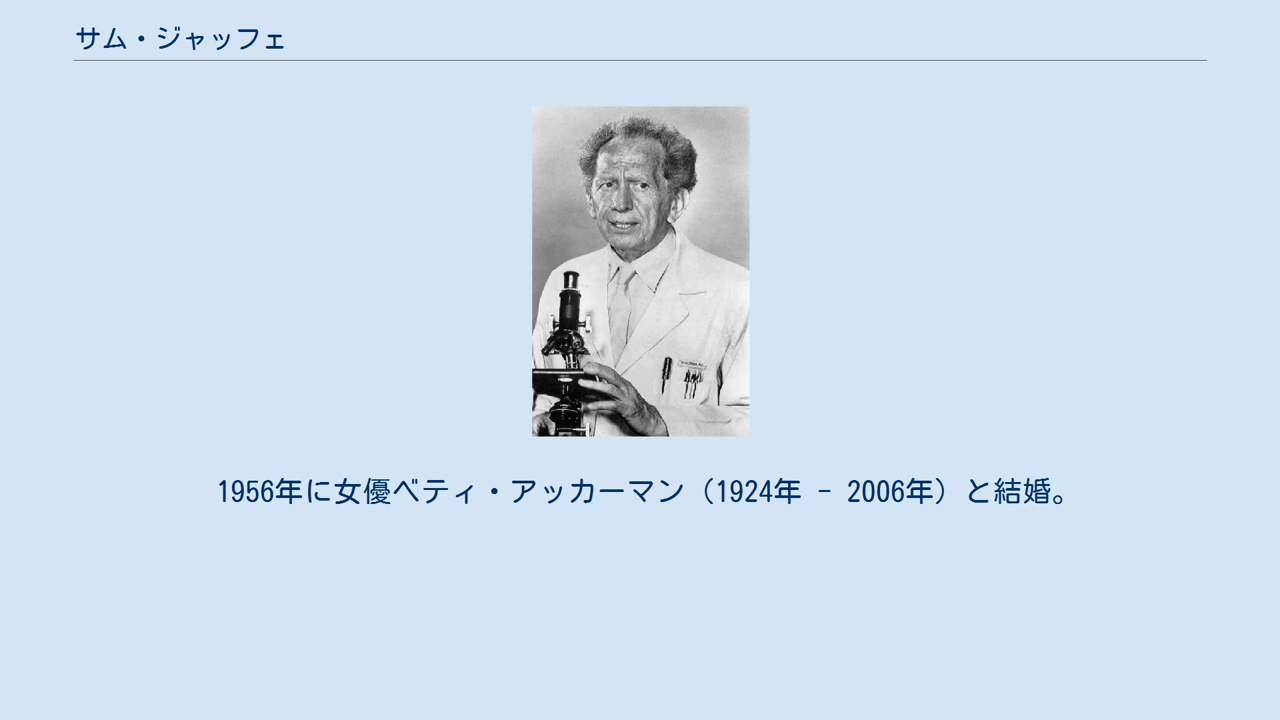 サム・ジャッフェ
1956年に女優ベティ・アッカーマン（1924年 - 2006年）と結婚。